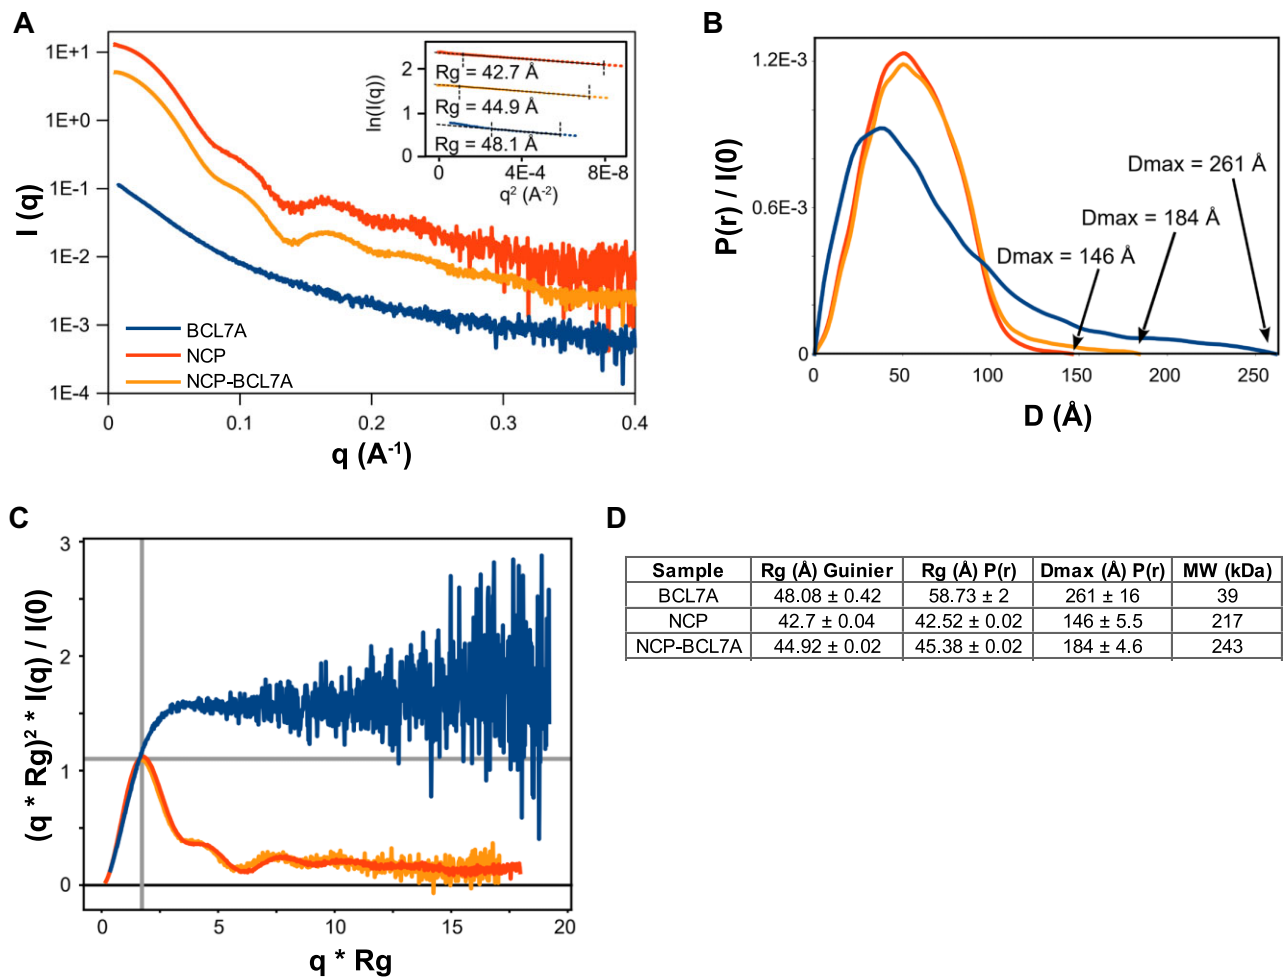 A
1E+1
1E+0
1E-1
1E-2
1E-3
1E-4
I (q)
0
0.1
0.2
0.3
0.4
q (A-1)
BCL7A
NCP
NCP-BCL7A
ln(I(q))
2
1
0
Rg = 42.7 Å
Rg = 44.9 Å
Rg = 48.1 Å
0
4E-4
8E-8
q2 (A-2)
B
P(r) / I(0)
1.2E-3
0.6E-3
0
Dmax = 261 Å
Dmax = 184 Å
Dmax = 146 Å
0
50
100
150
200
250
D (Å)
C
(q * Rg)2 * I(q) / I(0)
3
2
1
0
0
5
10
15
20
q * Rg
D
Sample Rg (Å) Guinier Rg (Å) P(r) Dmax (Å) P(r) MW (kDa)
BCL7A 48.08 ± 0.42 58.73 ± 2 261 ± 16 39
NCP 42.7 ± 0.04 42.52 ± 0.02 146 ± 5.5 217
NCP-BCL7A 44.92 ± 0.02 45.38 ± 0.02 184 ± 4.6 243